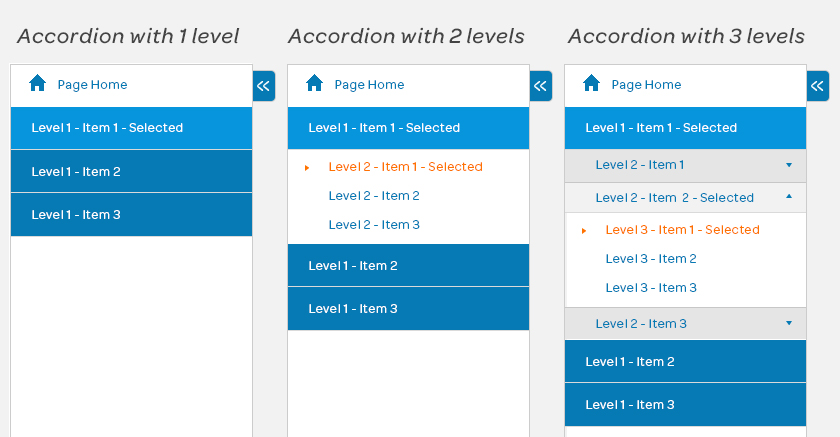 Accordion with 1 level
Page Home
Level 1 - Item 1 - Selected
Level 1 - Item 2
Level 1 - Item 3
Accordion with 2 levels
Page Home
Level 1 - Item 1 - Selected
Level 2 - Item 1 - Selected
Level 2 - Item 2
Level 2 - Item 3
Level 1 - Item 2
Level 1 - Item 3
Accordion with 3 levels
Page Home
Level 1 - Item 1 - Selected
Level 2 - Item 1
Level 2 - Item 2 - Selected
Level 3 - Item 1 - Selected
Level 3 - Item 2
Level 3 - Item 3
Level 2 - Item 3
Level 1 - Item 2
Level 1 - Item 3